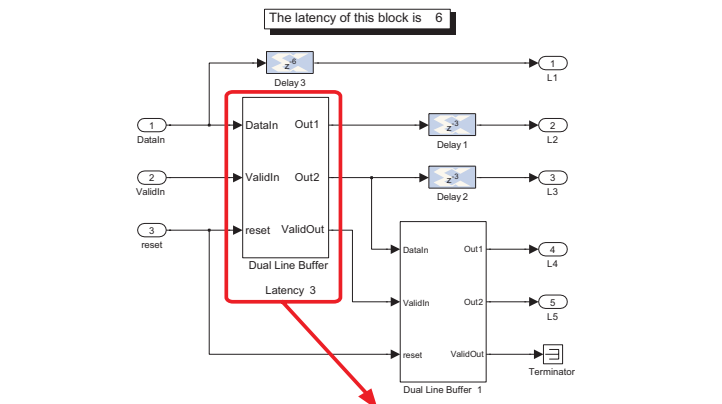 The latency of this block is 6
z-6
Delay 3
1
L1
1
DataIn
DataIn
Out1
z-3
Delay 1
2
L2
2
ValidIn
ValidIn
Out2
z-3
Delay 2
3
L3
3
reset
reset
ValidOut
Dual Line Buffer
Latency 3
DataIn
Out1
4
L4
ValidIn
Out2
5
L5
reset
ValidOut
Terminator
Dual Line Buffer 1